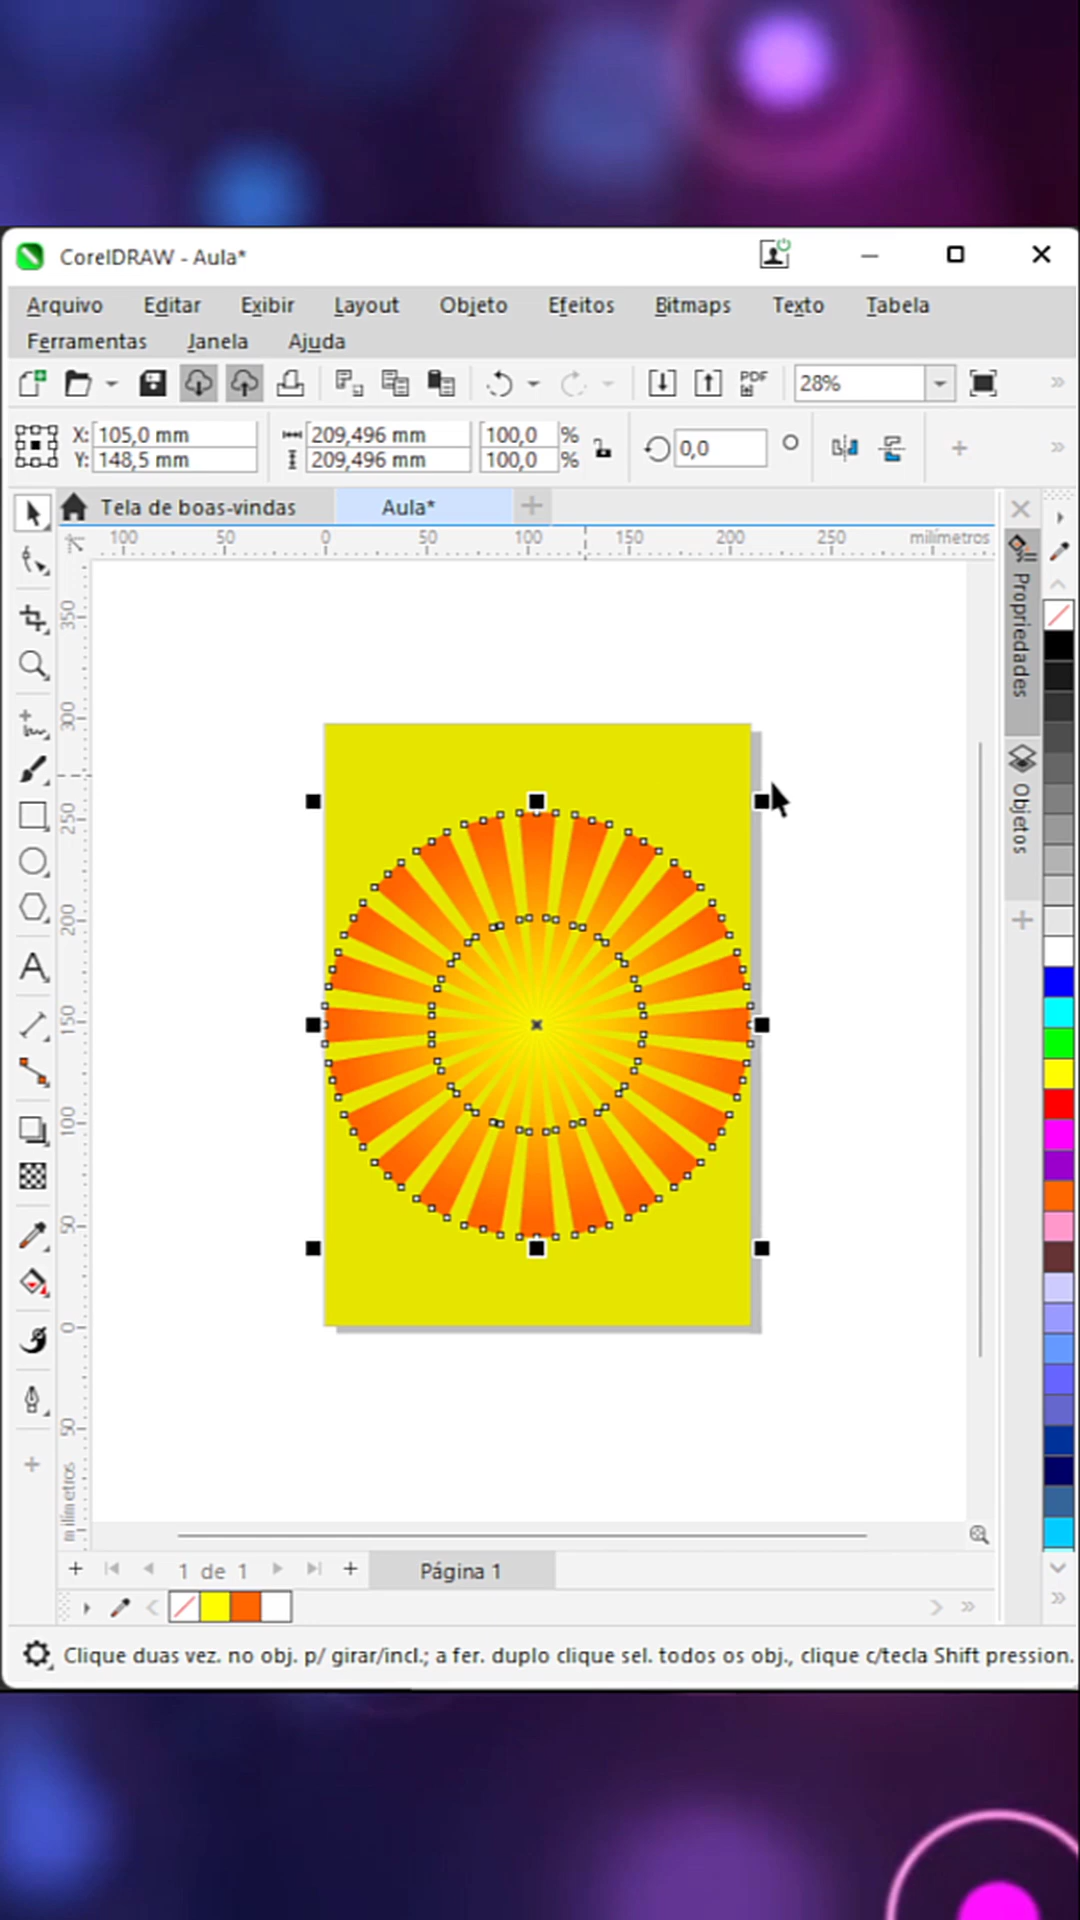 CorelDRAW - Aula*
Arquivo Editar Exibir Layout Objeto Efeitos Bitmaps Texto Tabela
Ferramentas Janela Ajuda
PDF 28%
X: 105,0 mm 209,496 mm 100,0 % 0,0
Y: 148,5 mm 209,496 mm 100,0 %
Tela de boas-vindas Aula*
100 50 0 50 100 150 200 250 milímetros
350
300
250
200
150
100
50
0
50
milímetros
Propriedades
Objetos
1 de 1 Página 1
Clique duas vez. no obj. p/ girar/incl.; a fer. duplo clique sel. todos os obj., clique c/tecla Shift pression.